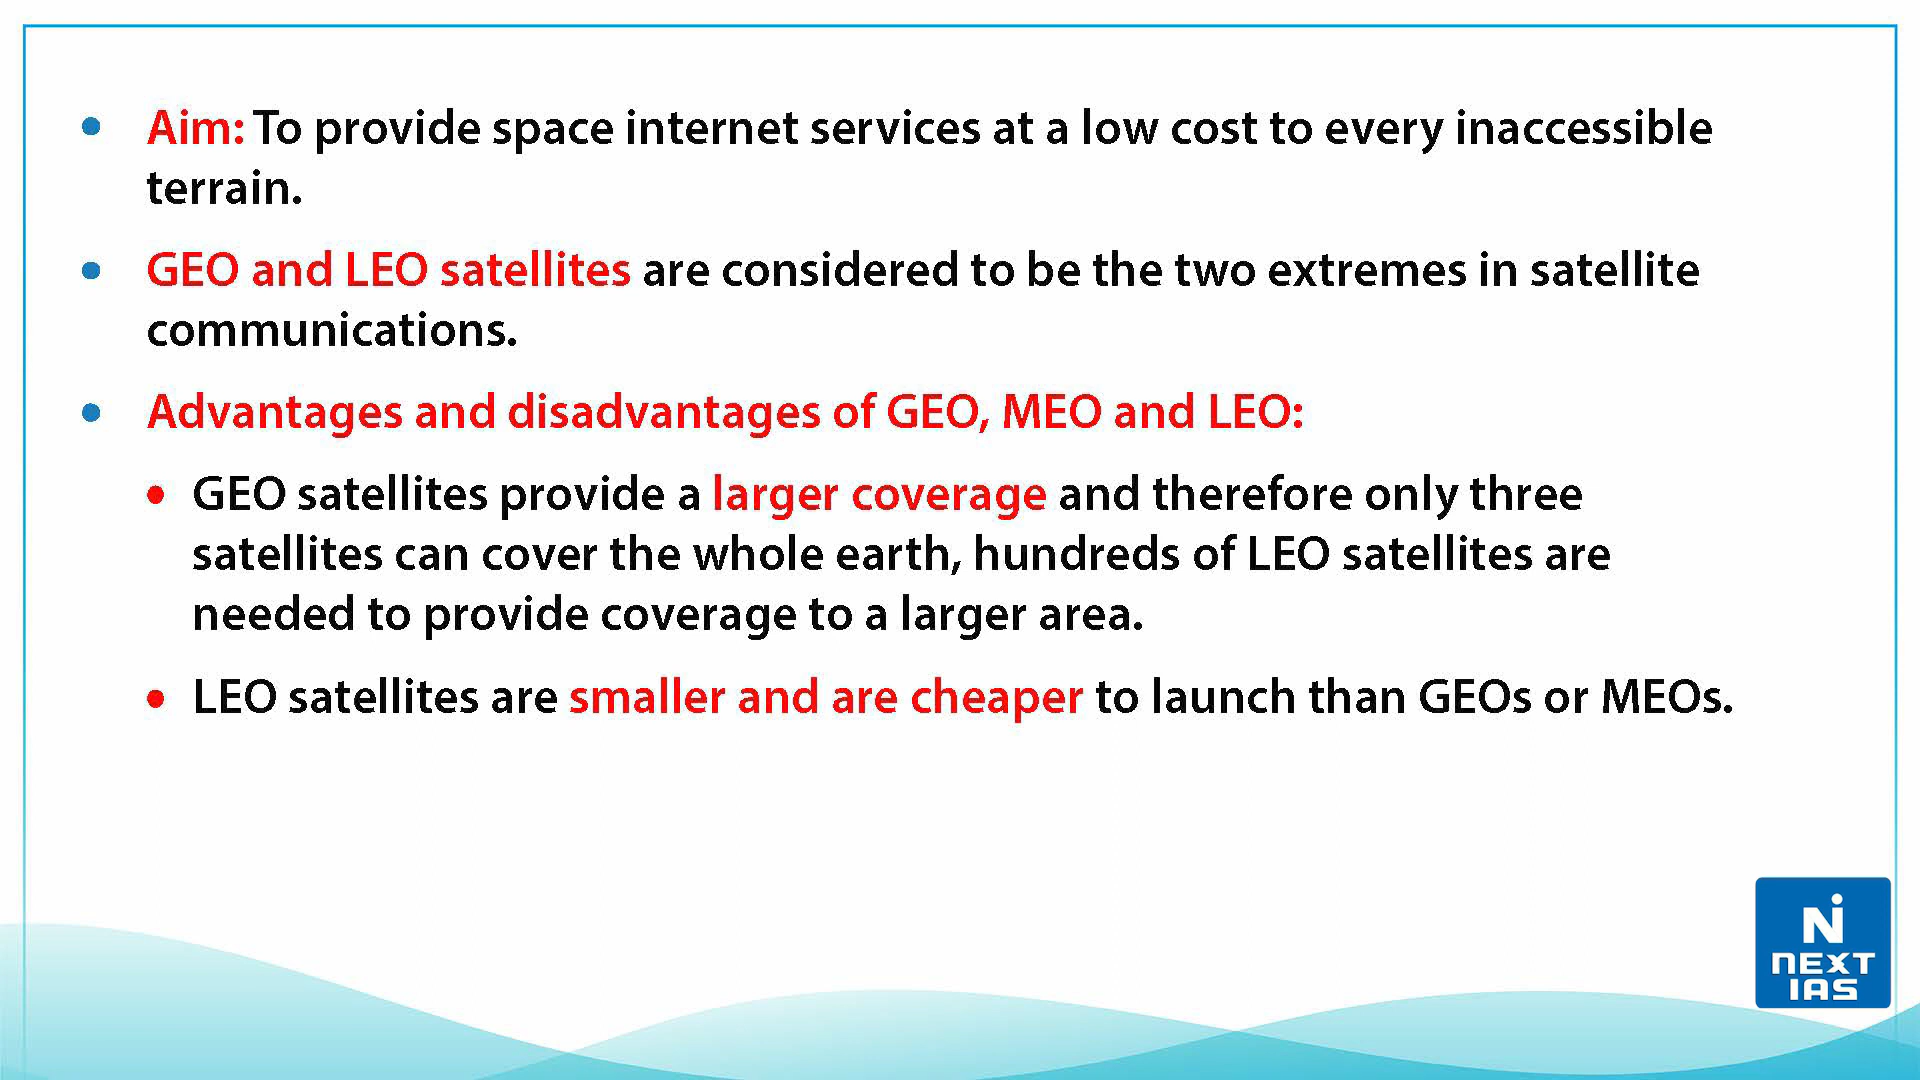 • Aim: To provide space internet services at a low cost to every inaccessible
terrain.
• GEO and LEO satellites are considered to be the two extremes in satellite
communications.
• Advantages and disadvantages of GEO, MEO and LEO:
• GEO satellites provide a larger coverage and therefore only three
satellites can cover the whole earth, hundreds of LEO satellites are
needed to provide coverage to a larger area.
• LEO satellites are smaller and are cheaper to launch than GEOs or MEOs.
N
NEXT
IAS